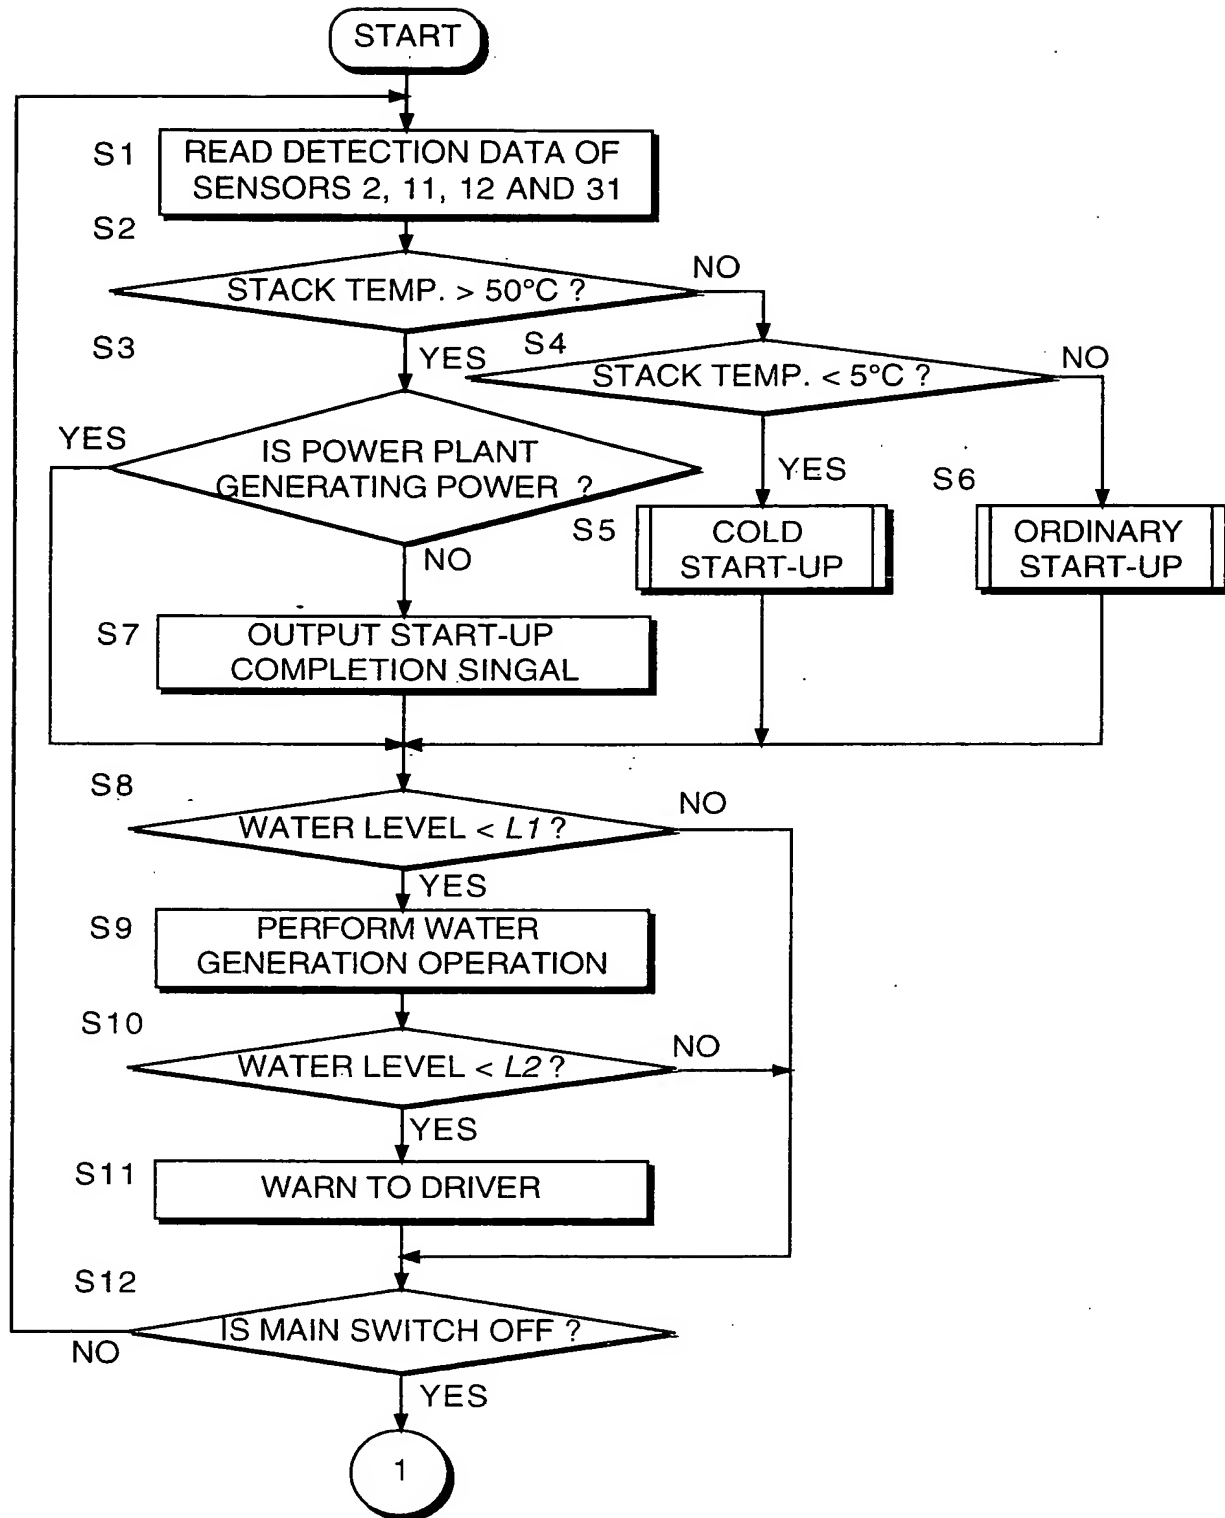 START
S1
READ DETECTION DATA OF
SENSORS 2, 11, 12 AND 31
S2
STACK TEMP. > 50°C ?
NO
S3
YES
S4
STACK TEMP. < 5°C ?
NO
YES
IS POWER PLANT
GENERATING POWER ?
YES
S6
S5
COLD
START-UP
ORDINARY
START-UP
NO
S7
OUTPUT START-UP
COMPLETION SINGAL
S8
WATER LEVEL < L1 ?
NO
YES
S9
PERFORM WATER
GENERATION OPERATION
S10
WATER LEVEL < L2 ?
NO
YES
S11
WARN TO DRIVER
S12
IS MAIN SWITCH OFF ?
NO
YES
1